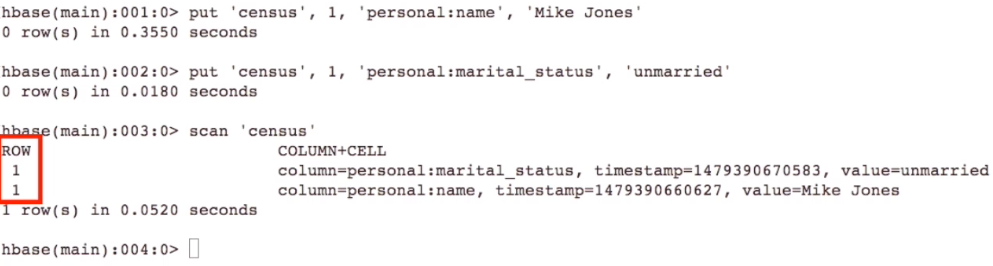 hbase(main):001:0> put 'census', 1, 'personal:name', 'Mike Jones'
0 row(s) in 0.3550 seconds
hbase(main):002:0> put 'census', 1, 'personal:marital_status', 'unmarried'
0 row(s) in 0.0180 seconds
hbase(main):003:0> scan 'census'
ROW COLUMN+CELL
1 column=personal:marital_status, timestamp=1479390670583, value=unmarried
1 column=personal:name, timestamp=1479390660627, value=Mike Jones
1 row(s) in 0.0520 seconds
hbase(main):004:0>